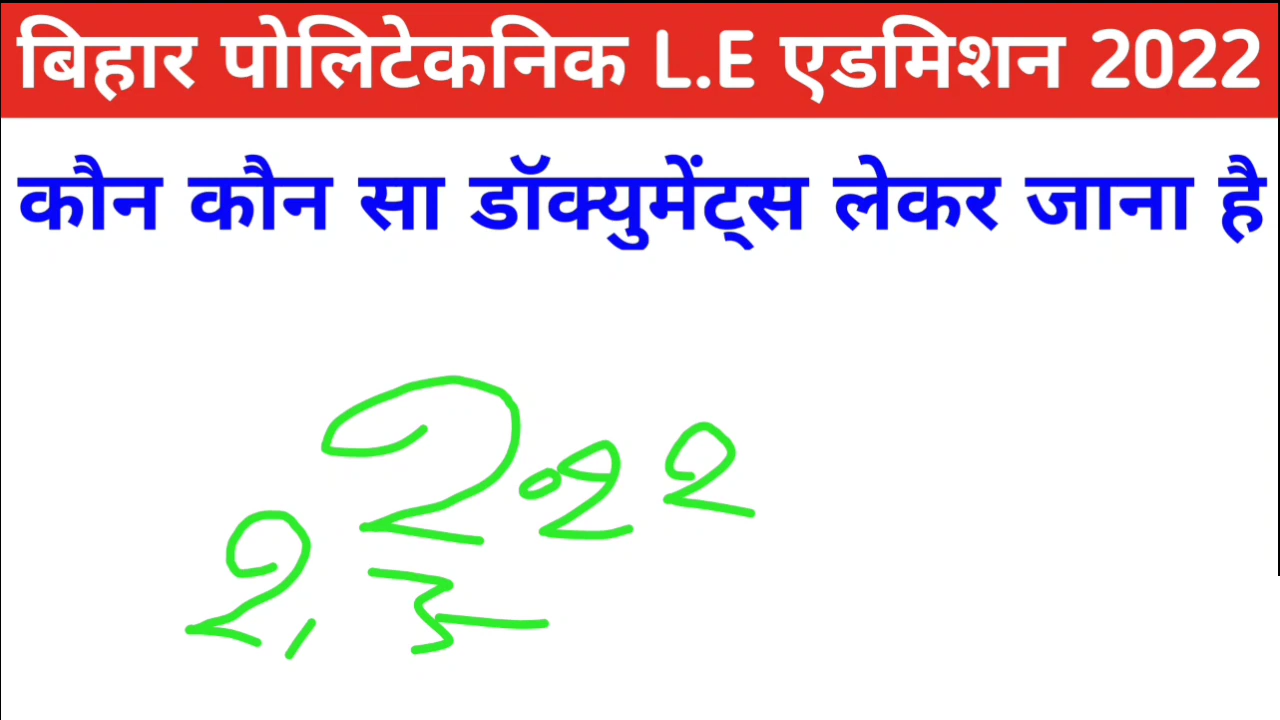 बिहार पोलिटेकनिक L.E एडमिशन 2022
कौन कौन सा डॉक्युमेंट्स लेकर जाना है
2022
2, 3